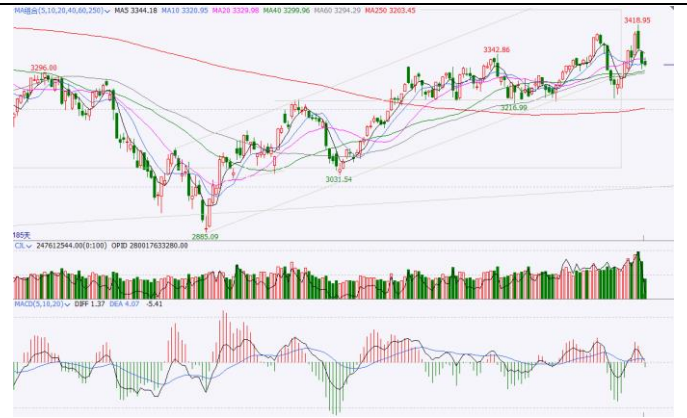 MA组合(5,10,20,40,60,250) MA5 3344.18 MA10 3320.95 MA20 3329.98 MA40 3299.96 MA60 3294.29 MA250 3203.45
3418.95
3342.86
3296.88
3216.99
3031.54
2885.09
185天
CJL 247612544.00(0:100) OPID 280017633280.00
MACD(5,10,20) DIFF 1.37 DEA 4.07 -5.41